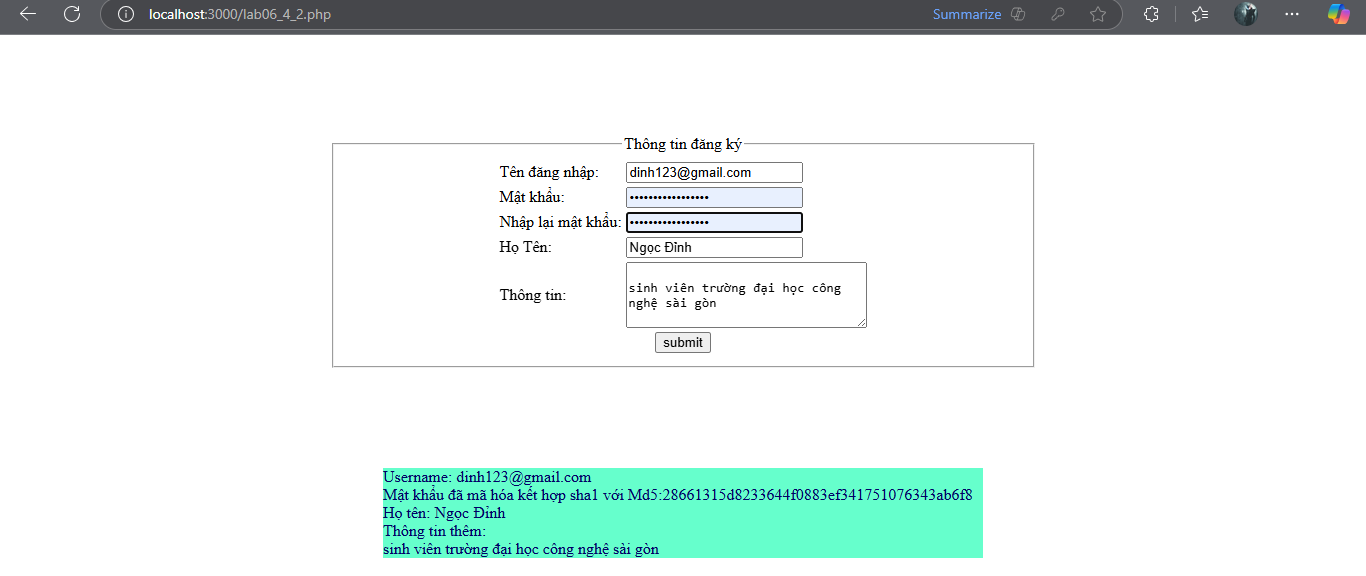 localhost:3000/lab06_4_2.php
Summarize
Thông tin đăng ký
Tên đăng nhập: dinh123@gmail.com
Mật khẩu: •••••••••••••••••
Nhập lại mật khẩu: •••••••••••••••••
Họ Tên: Ngọc Đỉnh
Thông tin:
sinh viên trường đại học công
nghệ sài gòn
submit
Username: dinh123@gmail.com
Mật khẩu đã mã hóa kết hợp sha1 với Md5:28661315d8233644f0883ef341751076343ab6f8
Họ tên: Ngọc Đỉnh
Thông tin thêm:
sinh viên trường đại học công nghệ sài gòn